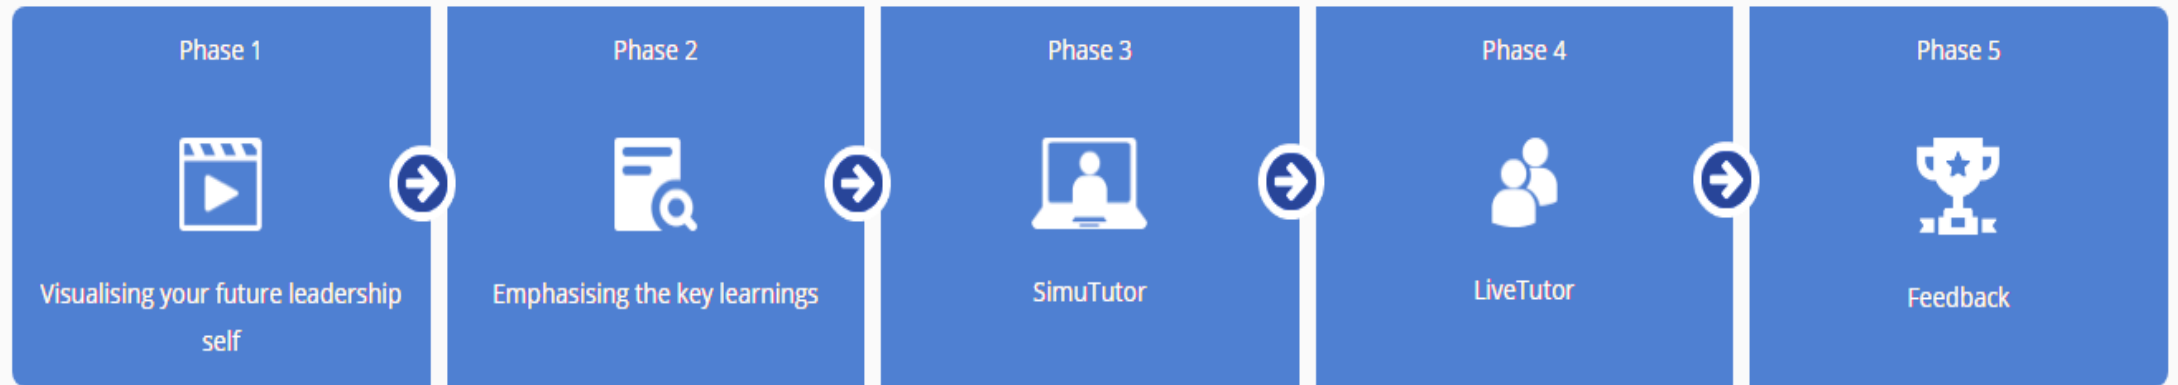 Phase 1
Visualising your future leadership
self
Phase 2
Emphasising the key learnings
Phase 3
SimuTutor
Phase 4
LiveTutor
Phase 5
Feedback